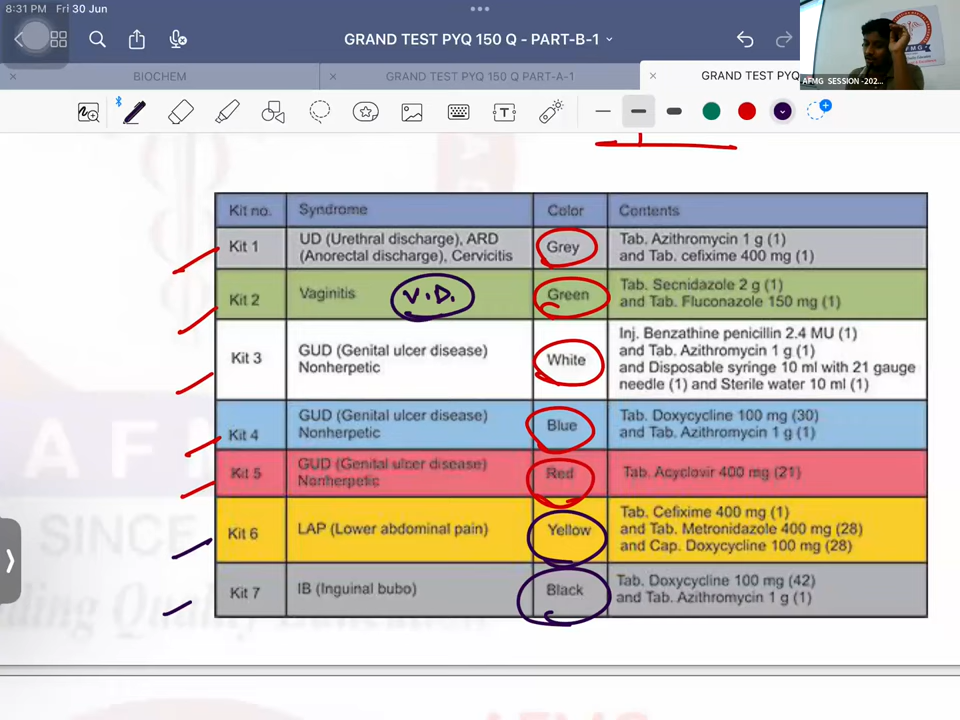 8:31 PM Fri 30 Jun
GRAND TEST PYQ 150 Q - PART-B-1
BIOCHEM
GRAND TEST PYQ 150 Q PART-A-1
GRAND TEST PYQ
AFMG SESSION -202...
Kit no. Syndrome Color Contents
Kit 1 UD (Urethral discharge), ARD (Anorectal discharge), Cervicitis Grey Tab. Azithromycin 1 g (1)
and Tab. cefixime 400 mg (1)
Kit 2 Vaginitis V.D. Green Tab. Secnidazole 2 g (1)
and Tab. Fluconazole 150 mg (1)
Kit 3 GUD (Genital ulcer disease) Nonherpetic White Inj. Benzathine penicillin 2.4 MU (1)
and Tab. Azithromycin 1 g (1)
and Disposable syringe 10 ml with 21 gauge
needle (1) and Sterile water 10 ml (1)
Kit 4 GUD (Genital ulcer disease) Nonherpetic Blue Tab. Doxycycline 100 mg (30)
and Tab. Azithromycin 1 g (1)
Kit 5 GUD (Genital ulcer disease) Nonherpetic Red Tab. Acyclovir 400 mg (21)
Kit 6 LAP (Lower abdominal pain) Yellow Tab. Cefixime 400 mg (1)
and Tab. Metronidazole 400 mg (28)
and Cap. Doxycycline 100 mg (28)
Kit 7 IB (Inguinal bubo) Black Tab. Doxycycline 100 mg (42)
and Tab. Azithromycin 1 g (1)
AFM
SINCE